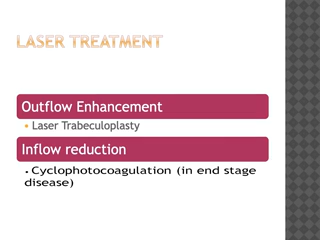 LASER TREATMENT
Outflow Enhancement
• Laser Trabeculoplasty
Inflow reduction
• Cyclophotocoagulation (in end stage
disease)